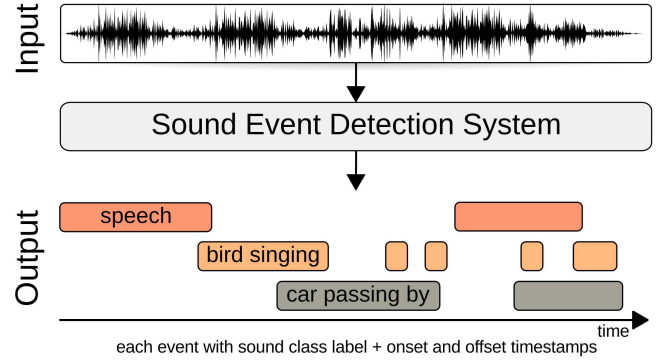 Input
Sound Event Detection System
Output
speech
bird singing
car passing by
time
each event with sound class label + onset and offset timestamps